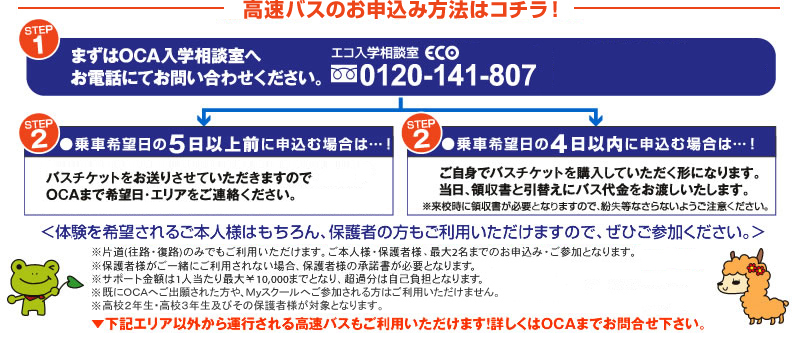 高速バスのお申込み方法はコチラ!
STEP
1
まずはOCA入学相談室へ
お電話にてお問い合わせください。
エコ入学相談室 eco
0120-141-807
STEP
2
●乗車希望日の5日以上前に申込む場合は…!
バスチケットをお送りさせていただきますので
OCAまで希望日・エリアをご連絡ください。
STEP
2
●乗車希望日の4日以内に申込む場合は…!
ご自身でバスチケットを購入していただく形になります。
当日、領収書と引替えにバス代金をお渡しいたします。
※来校時に領収書が必要となりますので、紛失等なさらないようご注意ください。
＜体験を希望されるご本人様はもちろん、保護者の方もご利用いただけますので、ぜひご参加ください。＞
※片道(往路・復路)のみでもご利用いただけます。ご本人様・保護者様、最大2名までのお申込み・ご参加となります。
※保護者様がご一緒にご利用されない場合、保護者様の承諾書が必要となります。
※サポート金額は1人当たり最大￥10,000までとなり、超過分は自己負担となります。
※既にOCAへご出願された方や、Myスクールへご参加される方はご利用いただけません。
※高校2年生・高校3年生及びその保護者様が対象となります。
▼下記エリア以外から運行される高速バスもご利用いただけます!詳しくはOCAまでお問合せ下さい。